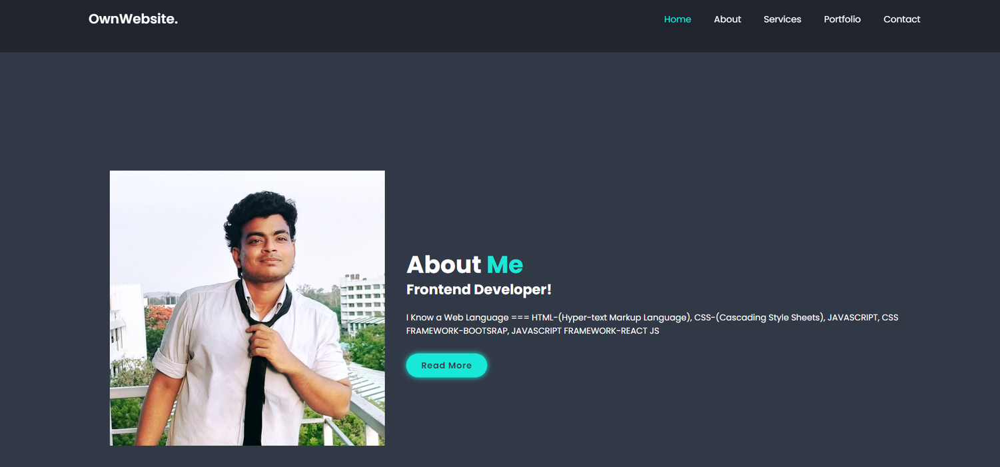 OwnWebsite.
Home About Services Portfolio Contact
About Me
Frontend Developer!
I Know a Web Language === HTML-(Hyper-text Markup Language), CSS-(Cascading Style Sheets), JAVASCRIPT, CSS
FRAMEWORK-BOOTSRAP, JAVASCRIPT FRAMEWORK-REACT JS
Read More